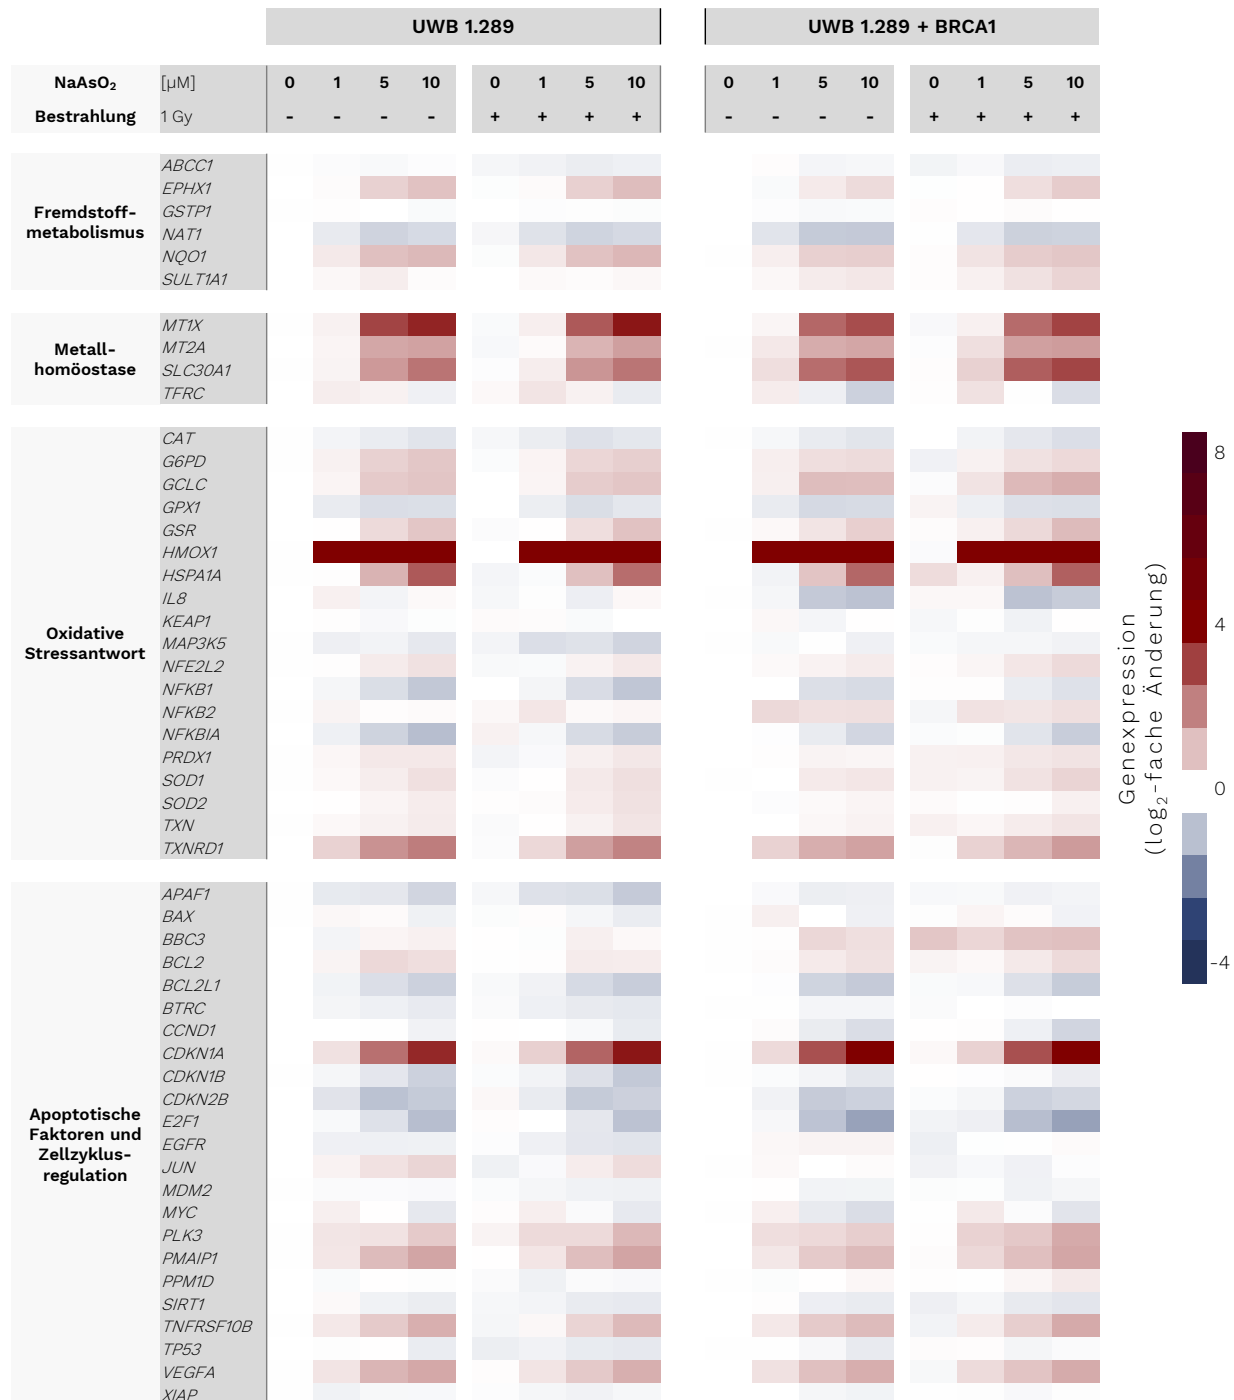 UWB 1.289
UWB 1.289 + BRCA1
NaAsO₂ [µM] 0 1 5 10 0 1 5 10 0 1 5 10 0 1 5 10
Bestrahlung 1 Gy - - - - + + + + - - - - + + + +
Fremdstoff-
metabolismus
ABCC1
EPHX1
GSTP1
NAT1
NQO1
SULT1A1
Metall-
homöostase
MT1X
MT2A
SLC30A1
TFRC
Oxidative
Stressantwort
CAT
G6PD
GCLC
GPX1
GSR
HMOX1
HSPA1A
IL8
KEAP1
MAP3K5
NFE2L2
NFKB1
NFKB2
NFKBIA
PRDX1
SOD1
SOD2
TXN
TXNRD1
Apoptotische
Faktoren und
Zellzyklus-
regulation
APAF1
BAX
BBC3
BCL2
BCL2L1
BTRC
CCND1
CDKN1A
CDKN1B
CDKN2B
E2F1
EGFR
JUN
MDM2
MYC
PLK3
PMAIP1
PPM1D
SIRT1
TNFRSF10B
TP53
VEGFA
XIAP
Genexpression
(log₂-fache Änderung)
8
4
0
-4